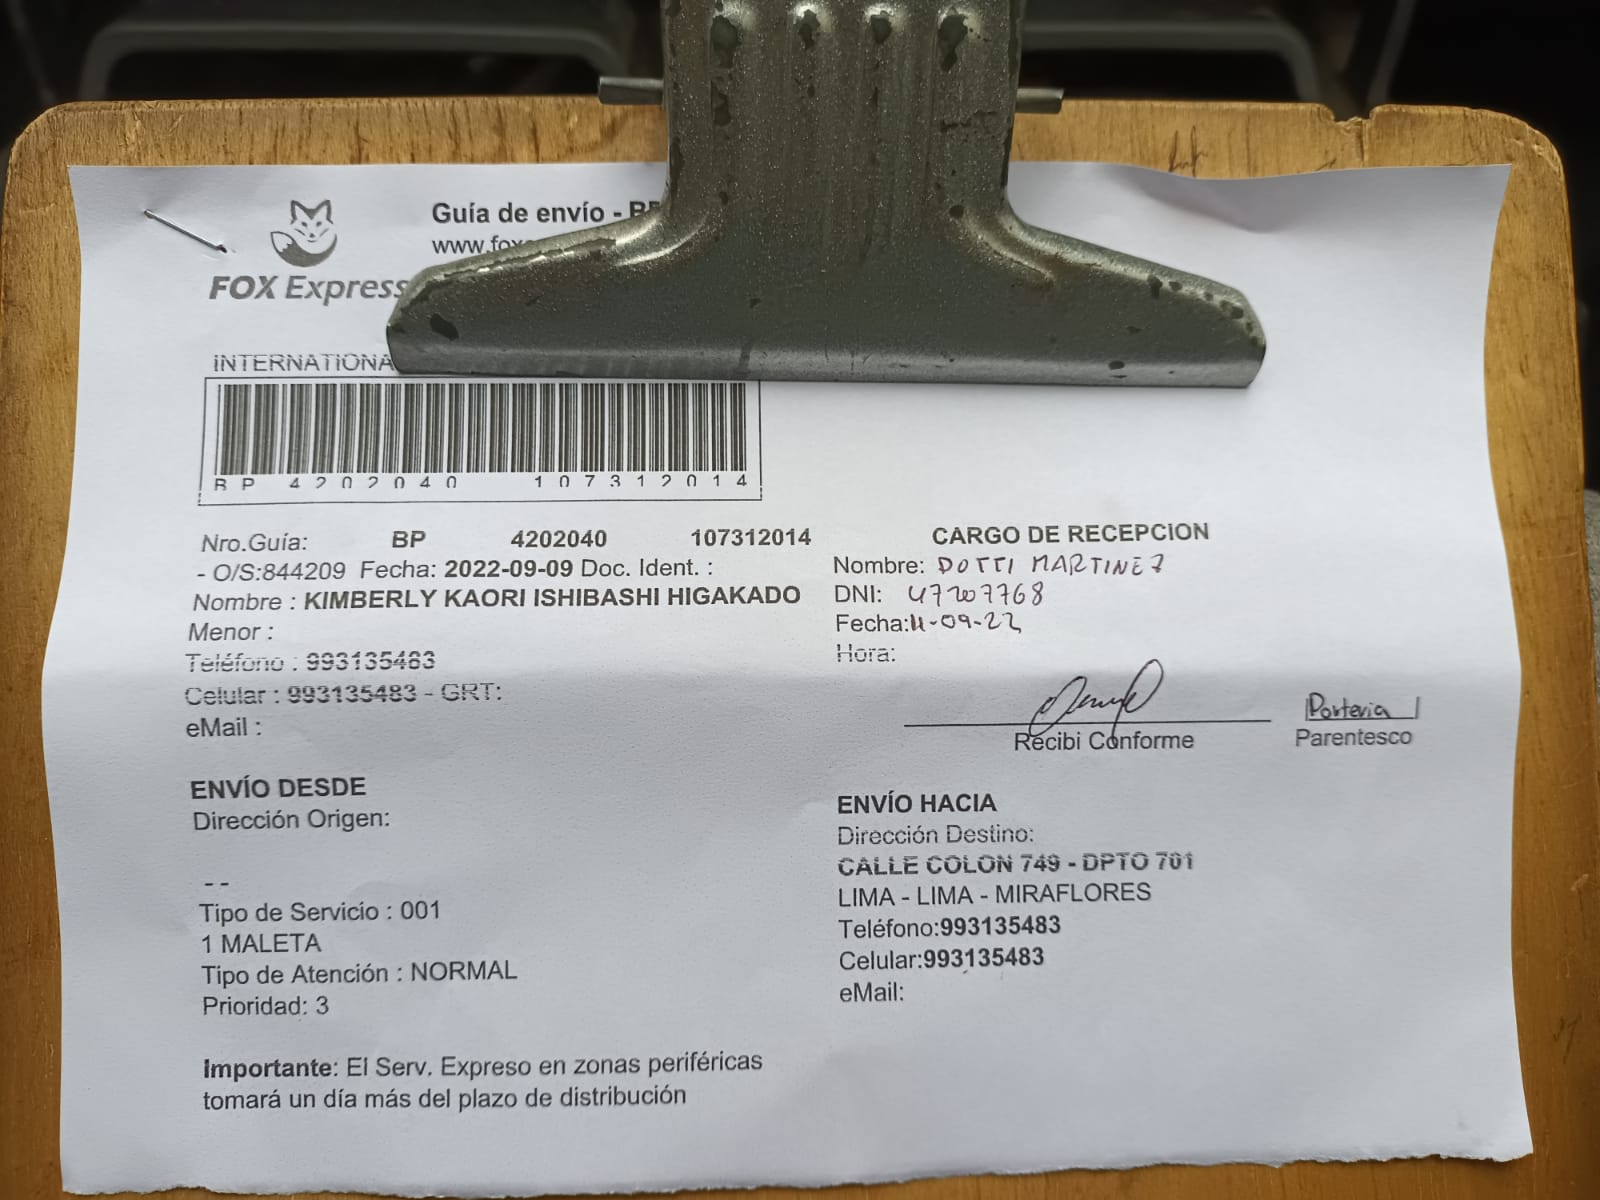 Guía de envío -
www.fox
FOX Express
INTERNATIONA
BP 4202040 107312014
Nro.Guía: BP 4202040 107312014
- O/S:844209 Fecha: 2022-09-09 Doc. Ident. :
Nombre : KIMBERLY KAORI ISHIBASHI HIGAKADO
Menor :
Teléfono : 993135483
Celular : 993135483 - GRT:
eMail :
CARGO DE RECEPCION
Nombre: DOTTI MARTINEZ
DNI: 47207768
Fecha:11-09-22
Hora:
Recibi Conforme
Porteria
Parentesco
ENVÍO DESDE
Dirección Origen:
- -
Tipo de Servicio : 001
1 MALETA
Tipo de Atención : NORMAL
Prioridad: 3
ENVÍO HACIA
Dirección Destino:
CALLE COLON 749 - DPTO 701
LIMA - LIMA - MIRAFLORES
Teléfono:993135483
Celular:993135483
eMail:
Importante: El Serv. Expreso en zonas periféricas
tomará un día más del plazo de distribución